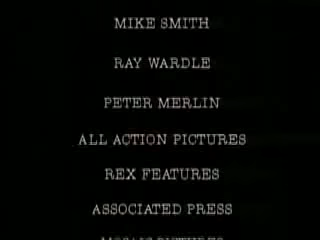 MIKE SMITH
RAY WARDLE
PETER MERLIN
ALL ACTION PICTURES
REX FEATURES
ASSOCIATED PRESS